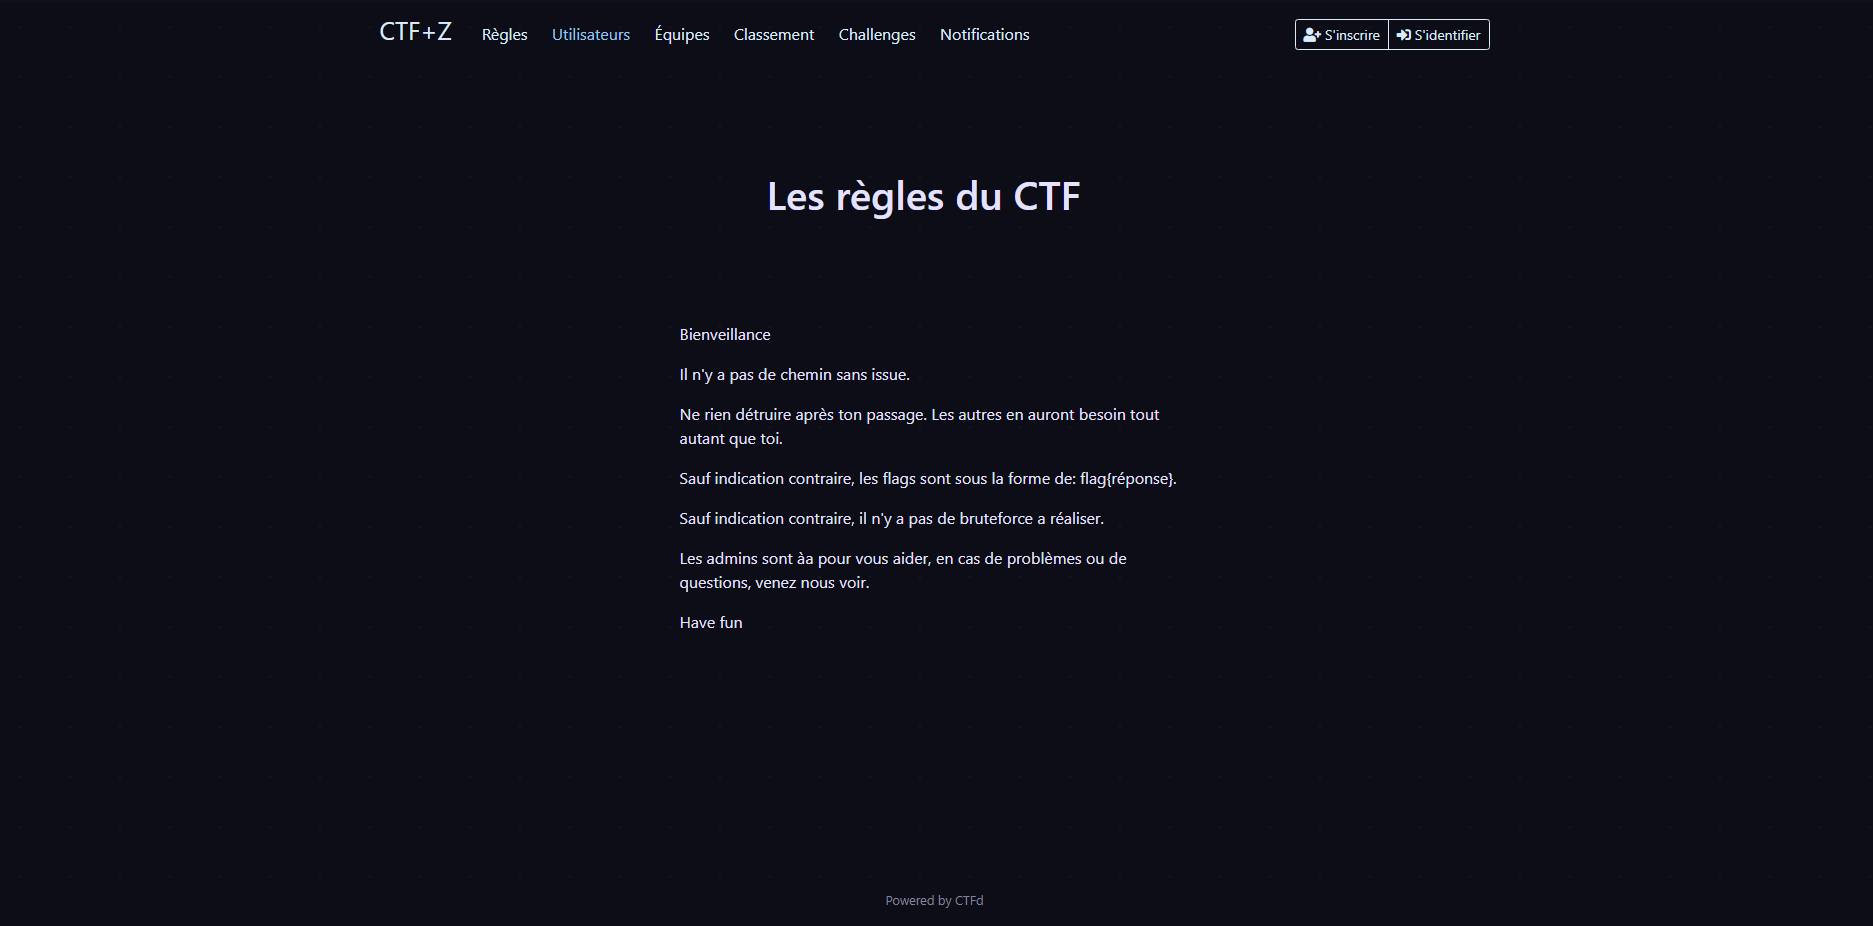 CTF+Z
Règles
Utilisateurs
Équipes
Classement
Challenges
Notifications
S'inscrire
S'identifier
Les règles du CTF
Bienveillance
Il n'y a pas de chemin sans issue.
Ne rien détruire après ton passage. Les autres en auront besoin tout
autant que toi.
Sauf indication contraire, les flags sont sous la forme de: flag{réponse}.
Sauf indication contraire, il n'y a pas de bruteforce a réaliser.
Les admins sont àa pour vous aider, en cas de problèmes ou de
questions, venez nous voir.
Have fun
Powered by CTFd